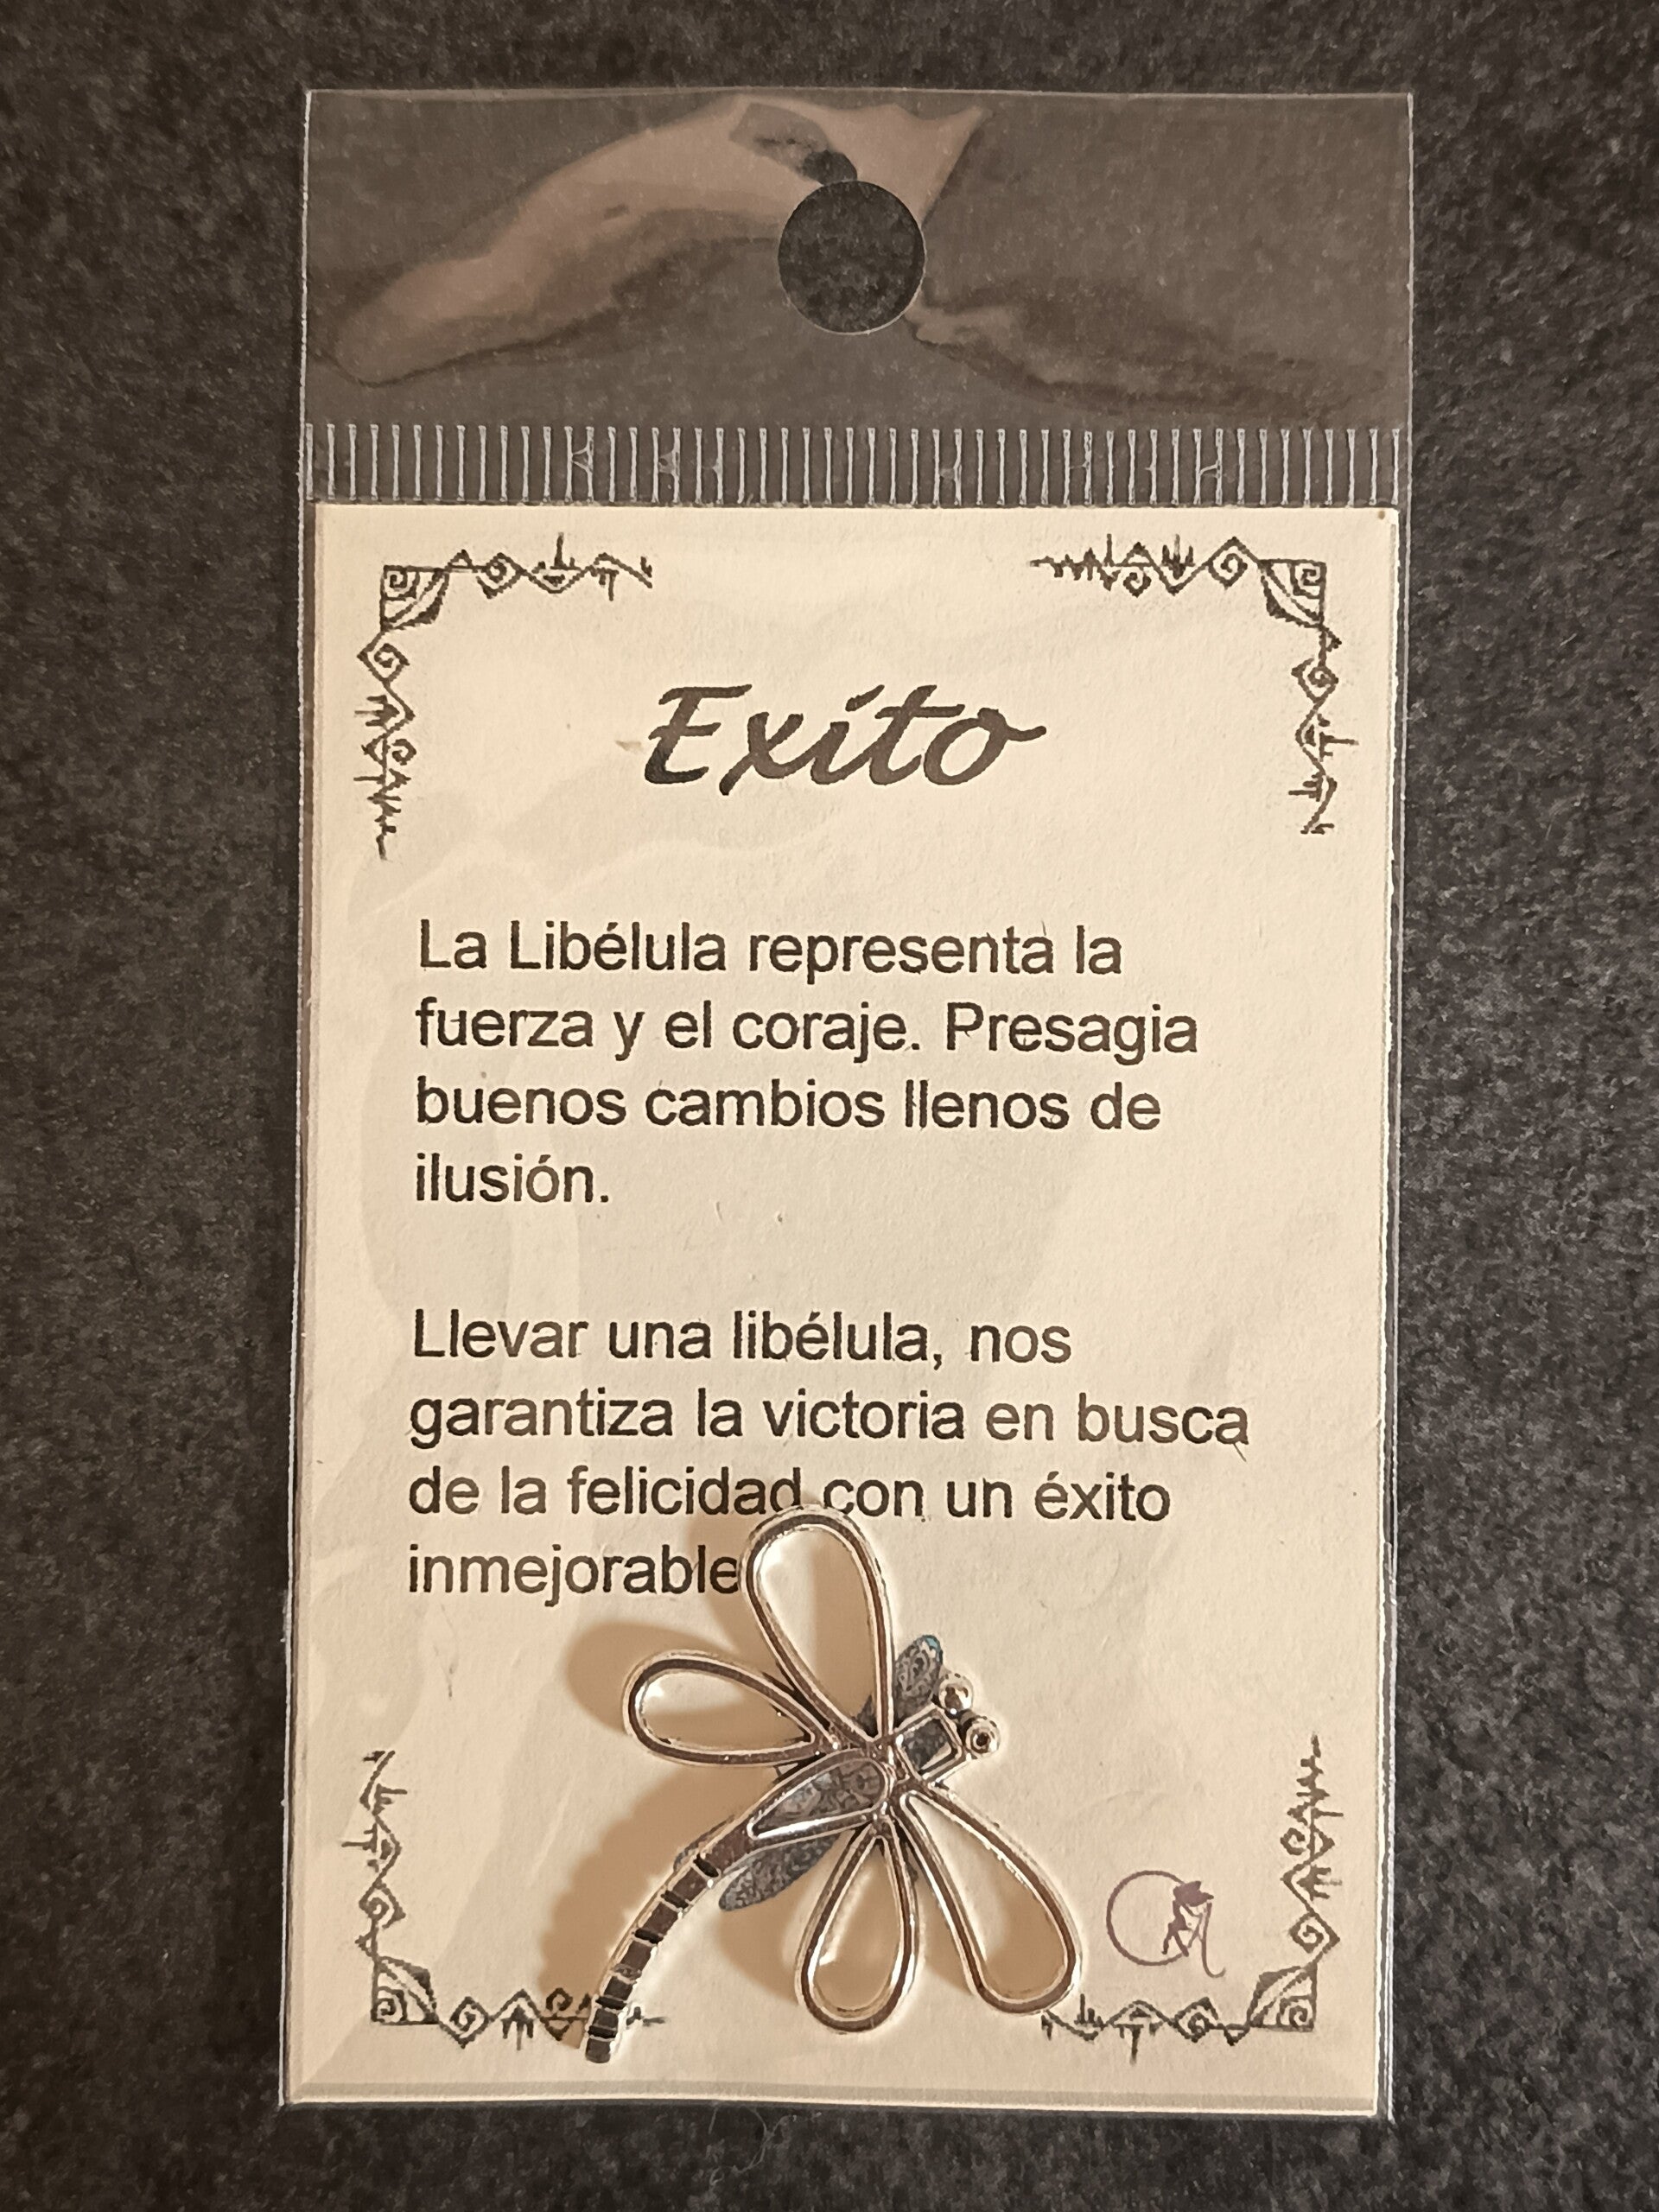 Exito
La Libélula representa la
fuerza y el coraje. Presagia
buenos cambios llenos de
ilusión.
Llevar una libélula, nos
garantiza la victoria en busca
de la felicidad con un éxito
inmejorable